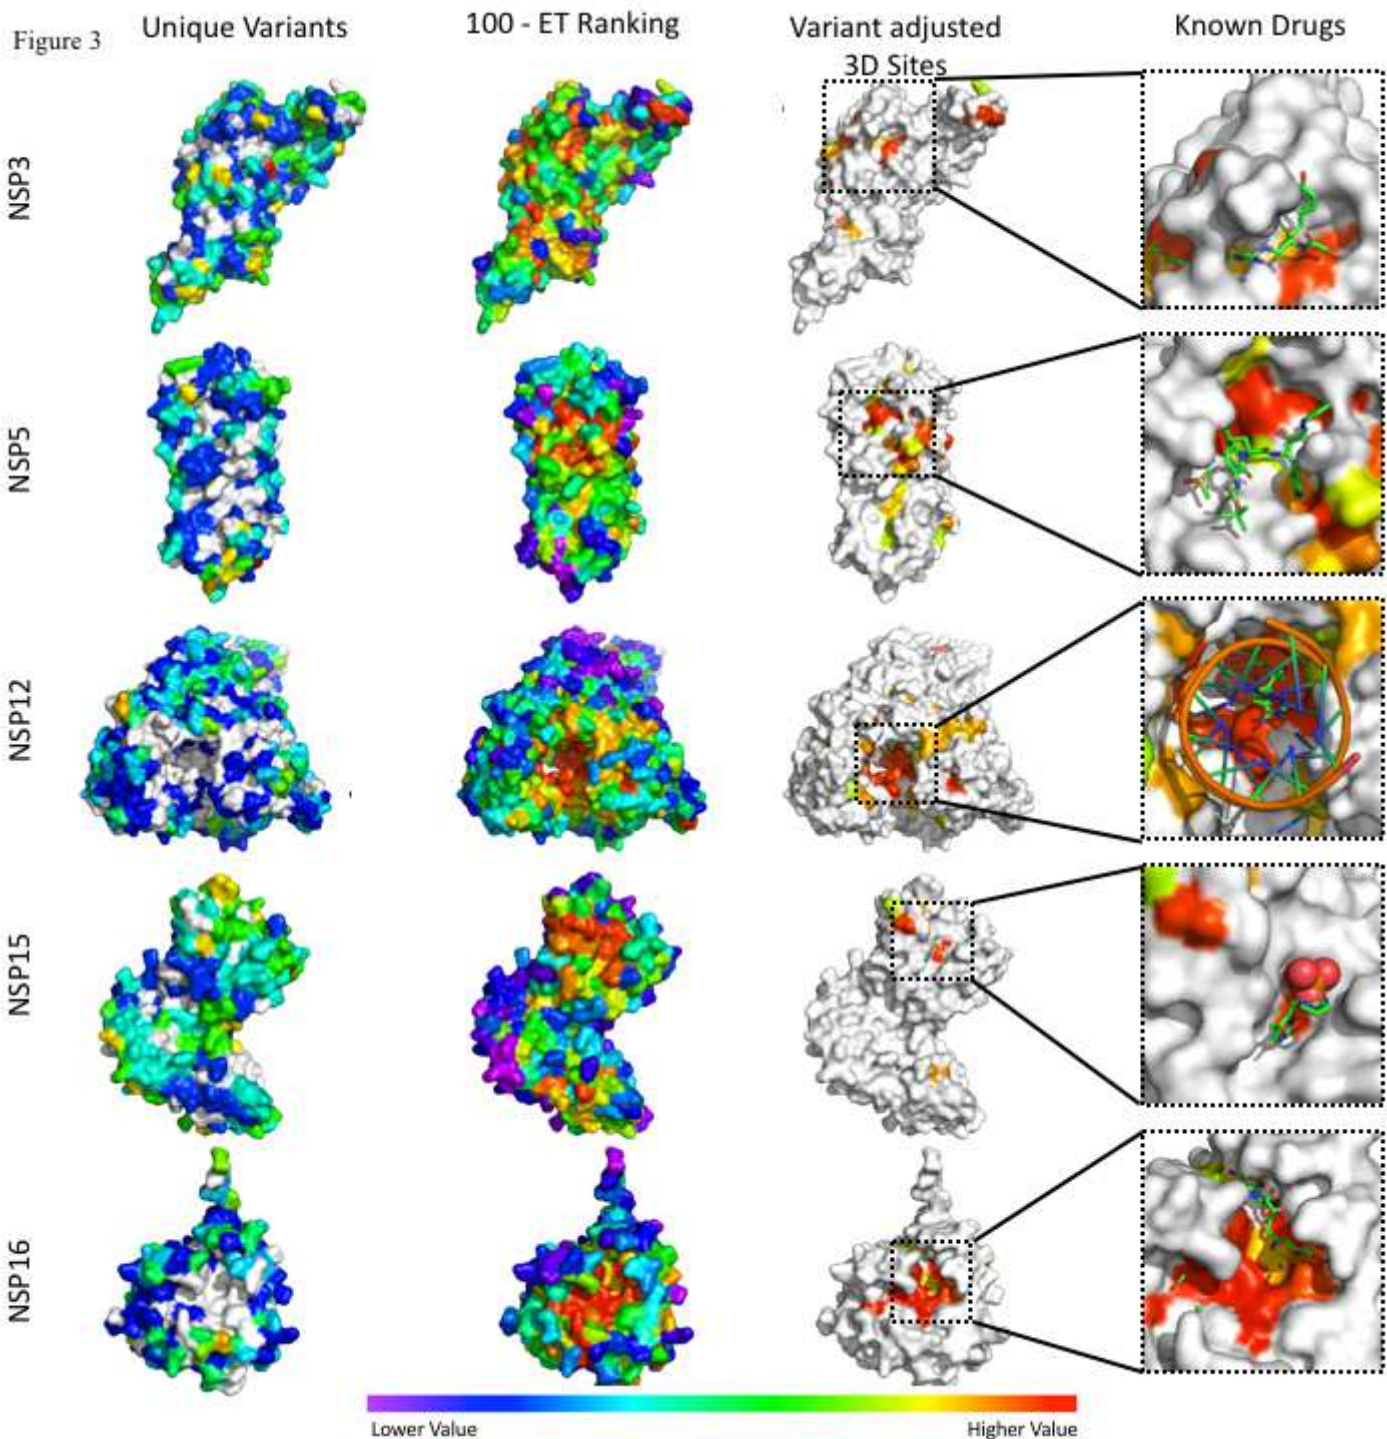 Figure 3
Unique Variants
100 - ET Ranking
Variant adjusted
3D Sites
Known Drugs
NSP3
NSP5
NSP12
NSP15
NSP16
Lower Value
Higher Value